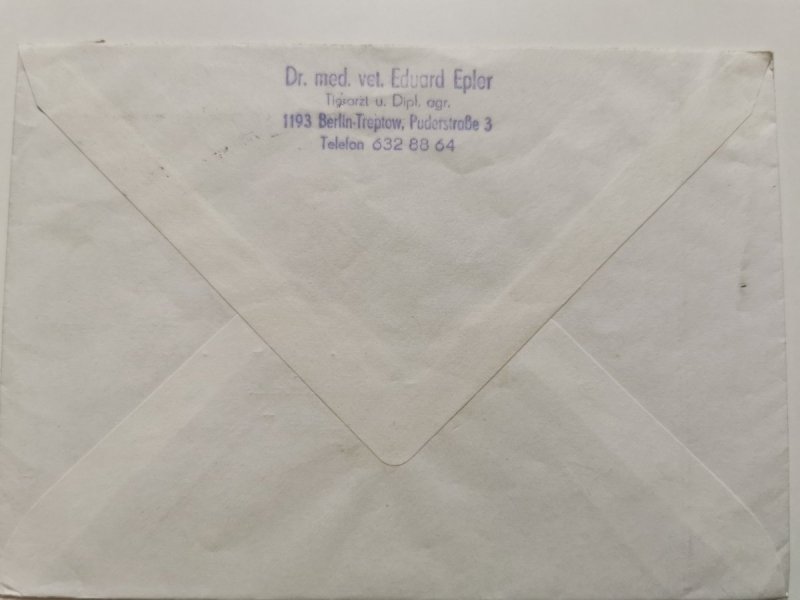 Dr. med. vet. Eduard Epler
Tierarzt u. Dipl. agr.
1193 Berlin-Treptow, Puderstraße 3
Telefon 632 88 64